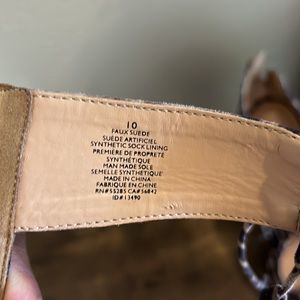 10
FAUX SUEDE
SUÈDE ARTIFICIEL
SYNTHETIC SOCK LINING
PREMIÈRE DE PROPRETÉ
SYNTHÉTIQUE
MAN MADE SOLE
SEMELLE SYNTHÉTIQUE
MADE IN CHINA
FABRIQUE EN CHINE
RN#55285 CA#56842
ID#13490